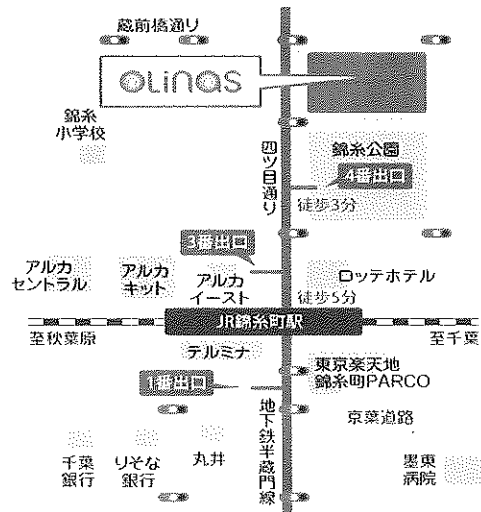 蔵前橋通り
OLINAS
錦糸
小学校
四ツ目通り
錦糸公園
4番出口
徒歩3分
3番出口
アルカ
セントラル
アルカ
キット
アルカ
イースト
ロッテホテル
徒歩5分
JR錦糸町駅
至秋葉原
至千葉
テルミナ
東京楽天地
錦糸町PARCO
1番出口
地下鉄半蔵門線
京葉道路
千葉
銀行
りそな
銀行
丸井
墨東
病院